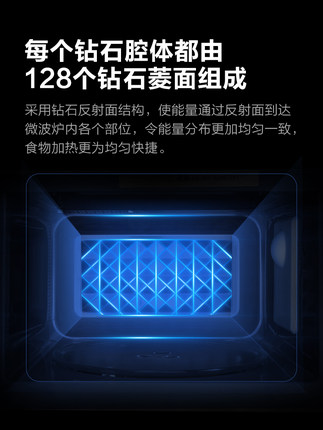 每个钻石腔体都由
128个钻石菱面组成
采用钻石反射面结构，使能量通过反射面到达
微波炉内各个部位，令能量分布更加均匀一致，
食物加热更为均匀快捷。